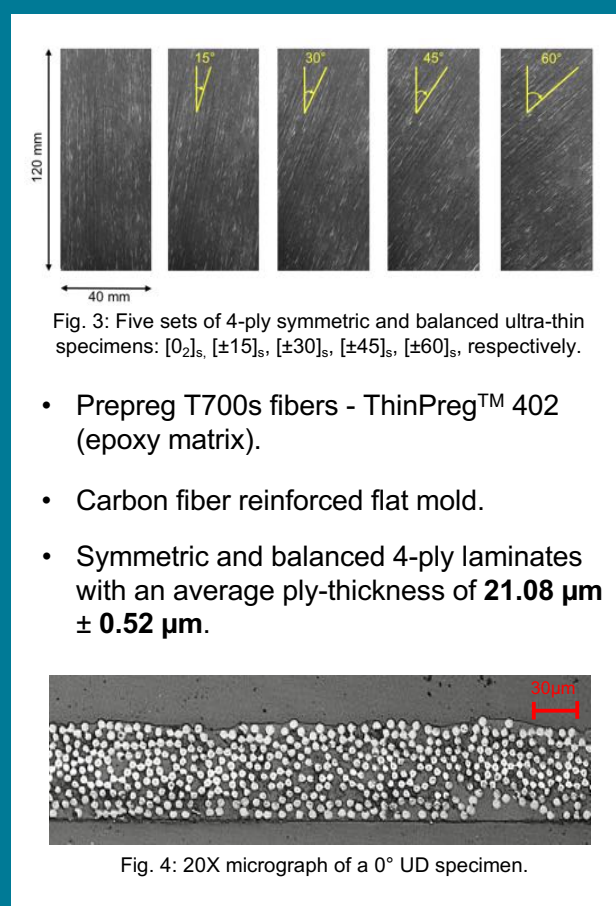 15°
30°
45°
60°
120 mm
40 mm
Fig. 3: Five sets of 4-ply symmetric and balanced ultra-thin
specimens: [0₂]ₛ, [±15]ₛ, [±30]ₛ, [±45]ₛ, [±60]ₛ, respectively.
• Prepreg T700s fibers - ThinPreg™ 402
(epoxy matrix).
• Carbon fiber reinforced flat mold.
• Symmetric and balanced 4-ply laminates
with an average ply-thickness of 21.08 µm
± 0.52 µm.
30µm
Fig. 4: 20X micrograph of a 0° UD specimen.